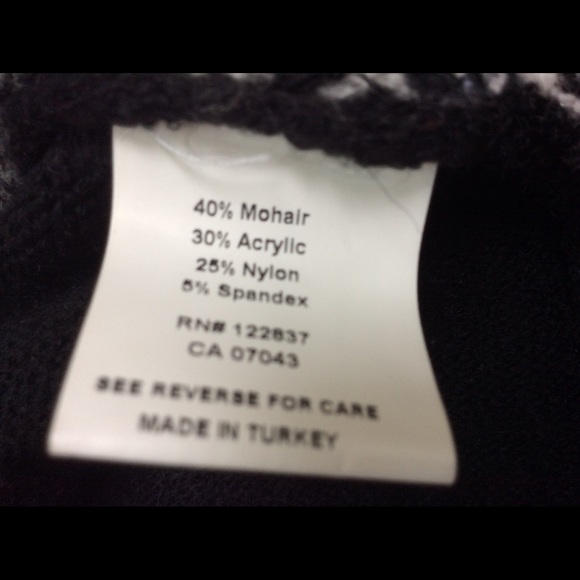 40% Mohair
30% Acrylic
25% Nylon
5% Spandex
RN# 122837
CA 07043
SEE REVERSE FOR CARE
MADE IN TURKEY